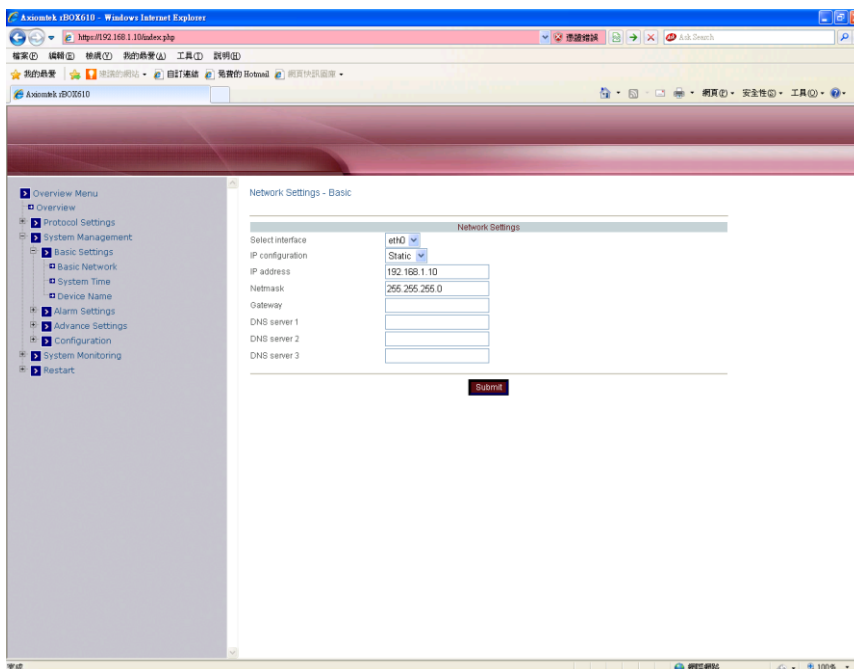 Axiomtek rBOX610 - Windows Internet Explorer
https://192.168.1.10/index.php
憑證錯誤
Ask Search
檔案(F) 編輯(E) 檢視(V) 我的最愛(A) 工具(T) 說明(H)
我的最愛 建議的網站 自訂連結 免費的 Hotmail 網頁快訊圖庫
Axiomtek rBOX610
網頁(P) 安全性(S) 工具(O)
Overview Menu
Overview
Protocol Settings
System Management
Basic Settings
Basic Network
System Time
Device Name
Alarm Settings
Advance Settings
Configuration
System Monitoring
Restart
Network Settings - Basic
Network Settings
Select interface eth0
IP configuration Static
IP address 192.168.1.10
Netmask 255.255.255.0
Gateway
DNS server 1
DNS server 2
DNS server 3
Submit
完成
網際網路
100%